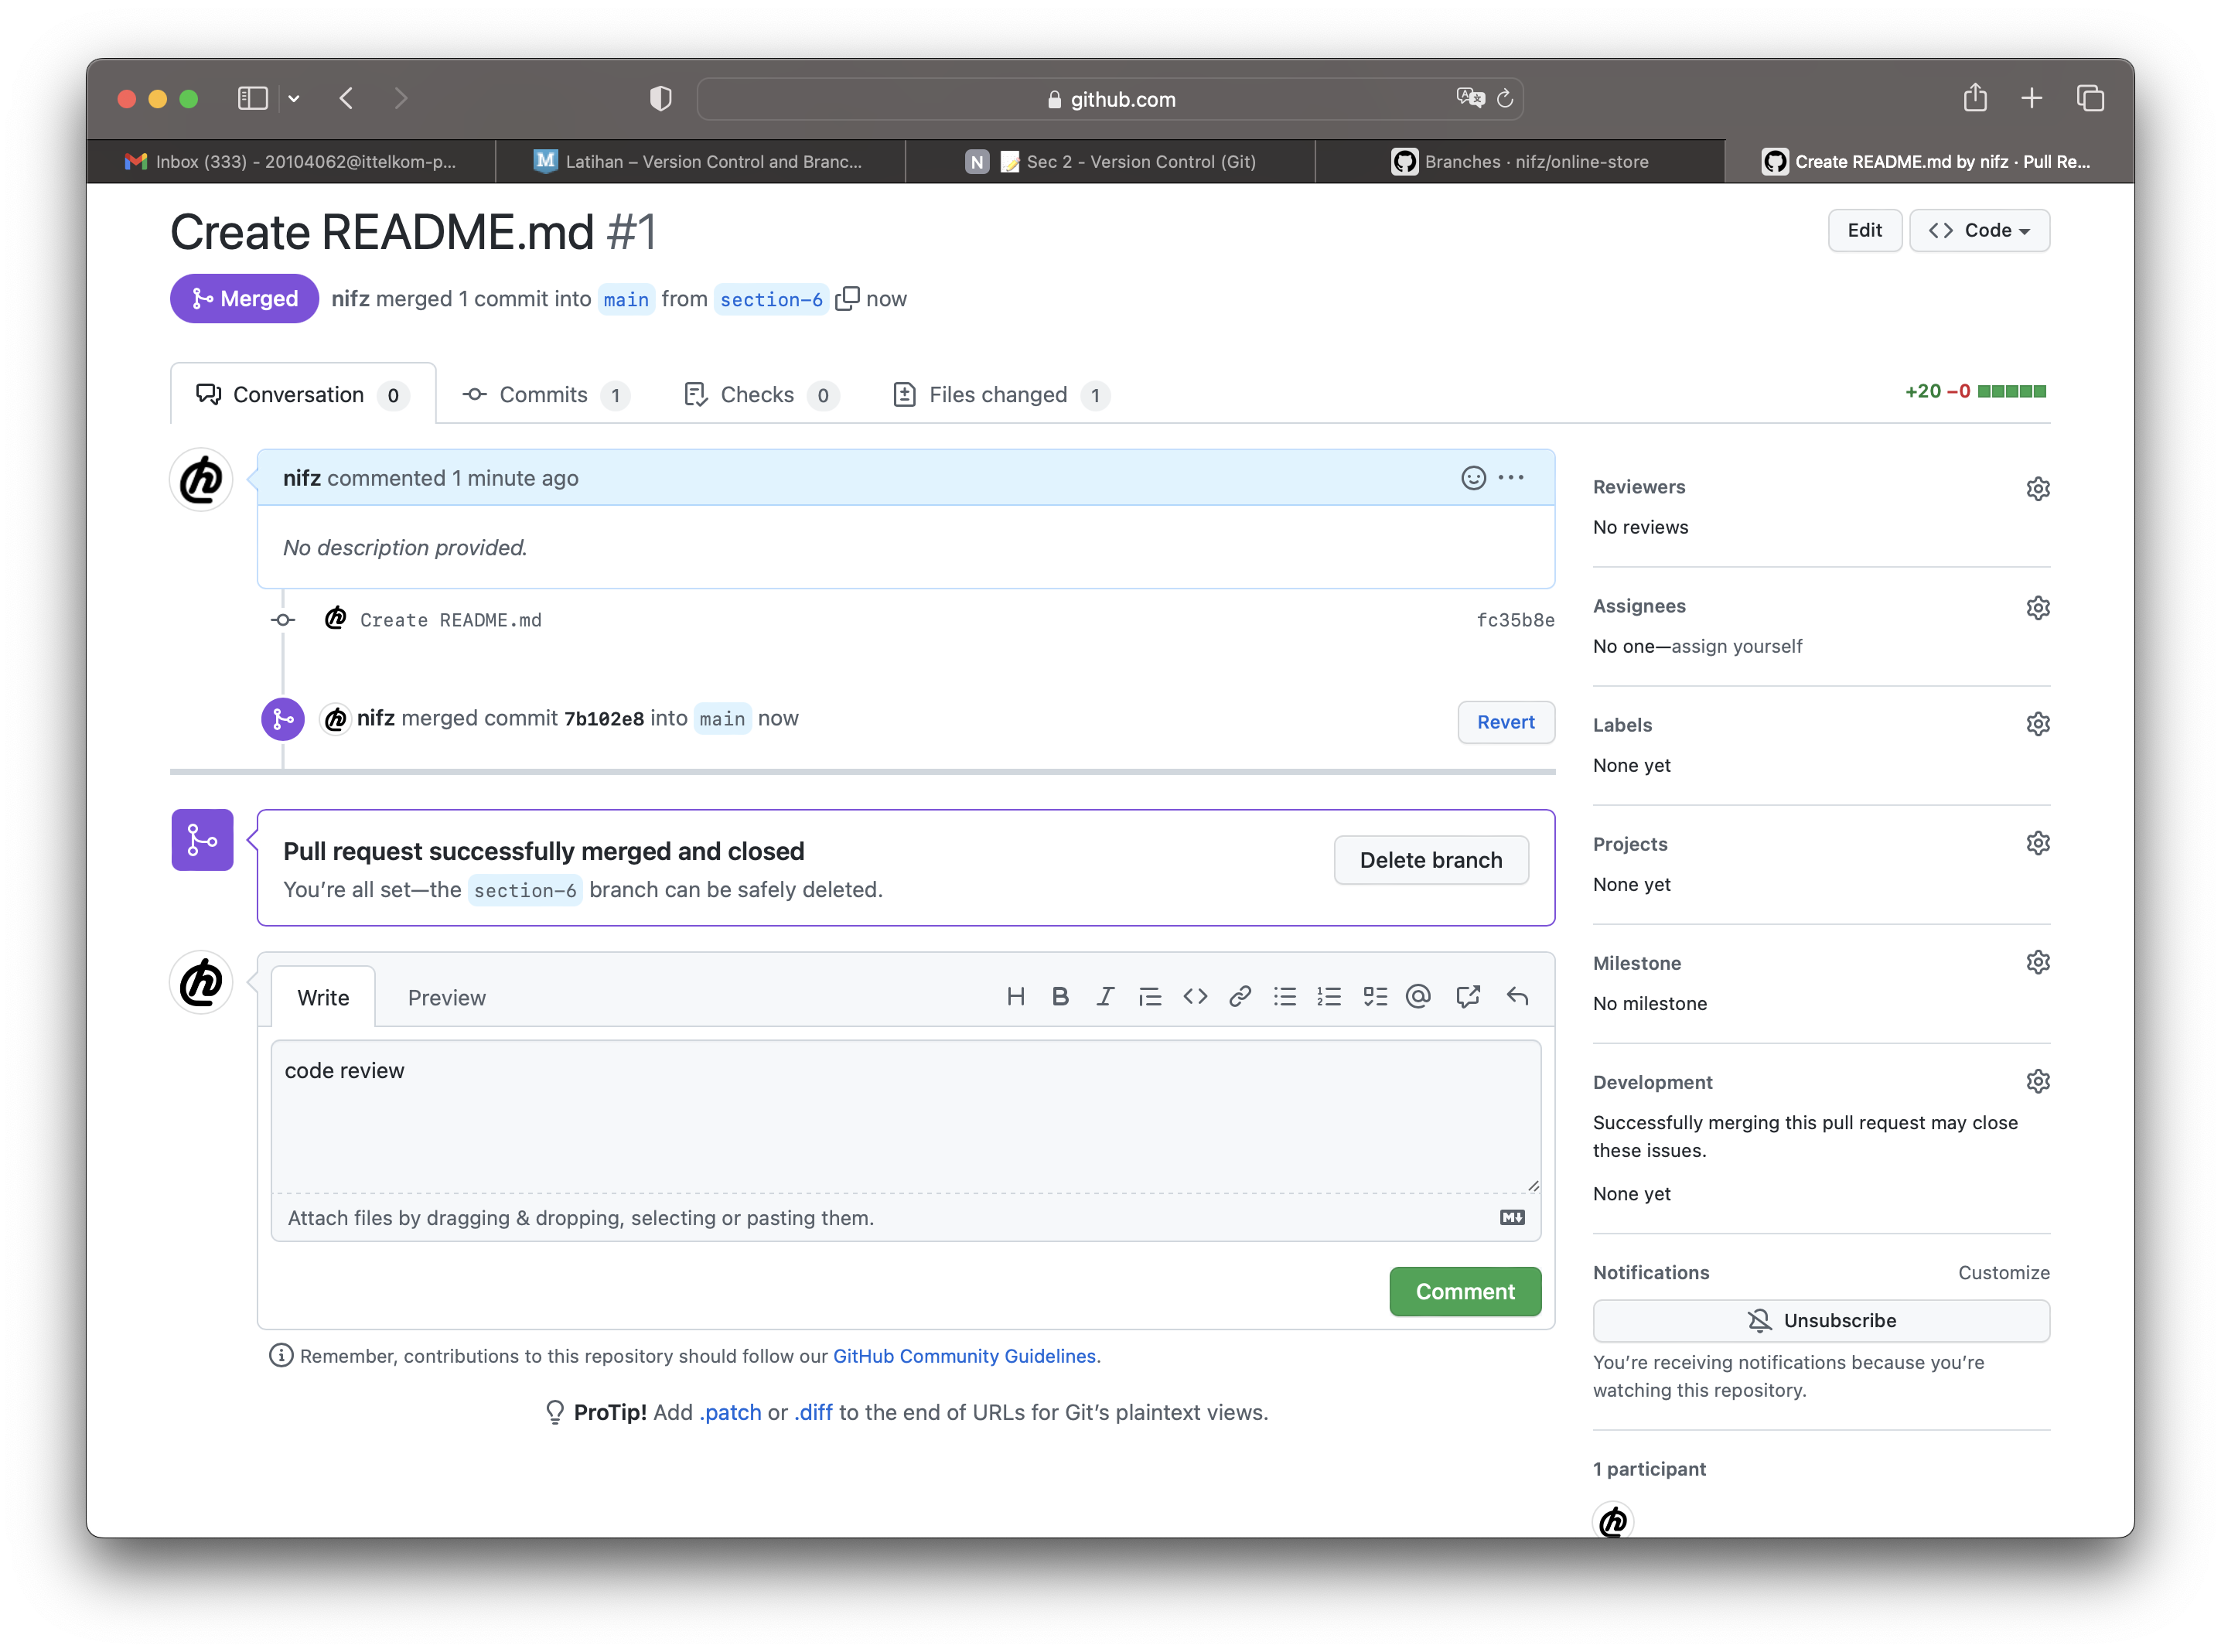 github.com
Inbox (333) - 20104062@ittelkom-p...
M Latihan – Version Control and Branc...
N 📝 Sec 2 - Version Control (Git)
Branches · nifz/online-store
Create README.md by nifz · Pull Re...
Create README.md #1
Edit
Code
Merged
nifz merged 1 commit into main from section-6 now
Conversation 0
Commits 1
Checks 0
Files changed 1
+20 −0
nifz commented 1 minute ago
No description provided.
Create README.md fc35b8e
nifz merged commit 7b102e8 into main now
Revert
Pull request successfully merged and closed
You’re all set—the section-6 branch can be safely deleted.
Delete branch
Write
Preview
code review
Attach files by dragging & dropping, selecting or pasting them.
Comment
Remember, contributions to this repository should follow our GitHub Community Guidelines.
ProTip! Add .patch or .diff to the end of URLs for Git’s plaintext views.
Reviewers
No reviews
Assignees
No one—assign yourself
Labels
None yet
Projects
None yet
Milestone
No milestone
Development
Successfully merging this pull request may close
these issues.
None yet
Notifications
Customize
Unsubscribe
You’re receiving notifications because you’re
watching this repository.
1 participant